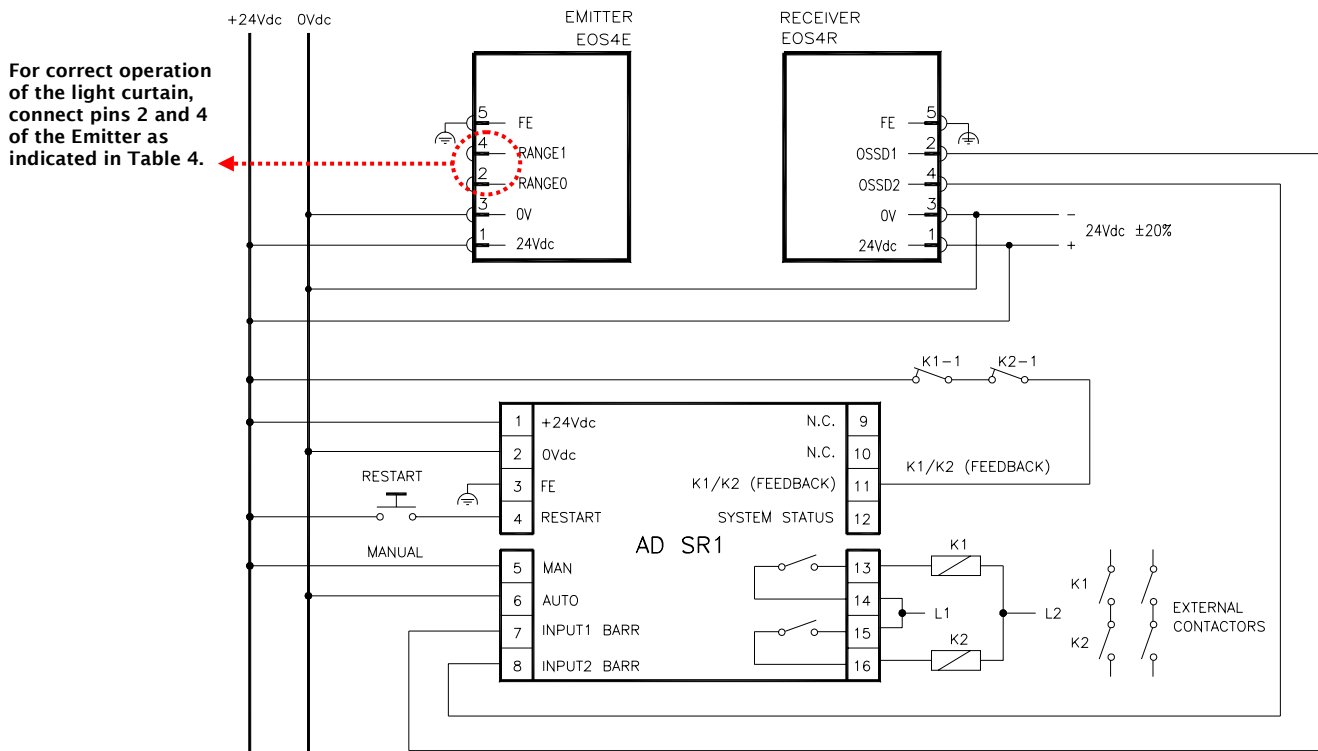 +24Vdc 0Vdc
EMITTER
EOS4E
RECEIVER
EOS4R
For correct operation
of the light curtain,
connect pins 2 and 4
of the Emitter as
indicated in Table 4.
5 FE
4 RANGE1
2 RANGE0
3 0V
1 24Vdc
FE 5
OSSD1 2
OSSD2 4
0V 3
24Vdc 1
-
24Vdc ±20%
+
K1-1 K2-1
1 +24Vdc
2 0Vdc
3 FE
4 RESTART
RESTART
N.C. 9
N.C. 10
K1/K2 (FEEDBACK) 11
SYSTEM STATUS 12
K1/K2 (FEEDBACK)
MANUAL
AD SR1
5 MAN
6 AUTO
7 INPUT1 BARR
8 INPUT2 BARR
13
14
15
16
K1
L1
L2
K2
K1
K2
EXTERNAL
CONTACTORS